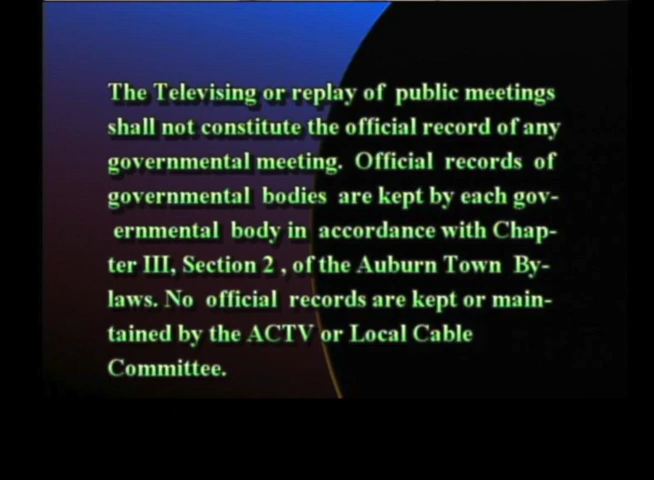 The Televising or replay of public meetings
shall not constitute the official record of any
governmental meeting. Official records of
governmental bodies are kept by each gov-
ernmental body in accordance with Chap-
ter III, Section 2 , of the Auburn Town By-
laws. No official records are kept or main-
tained by the ACTV or Local Cable
Committee.